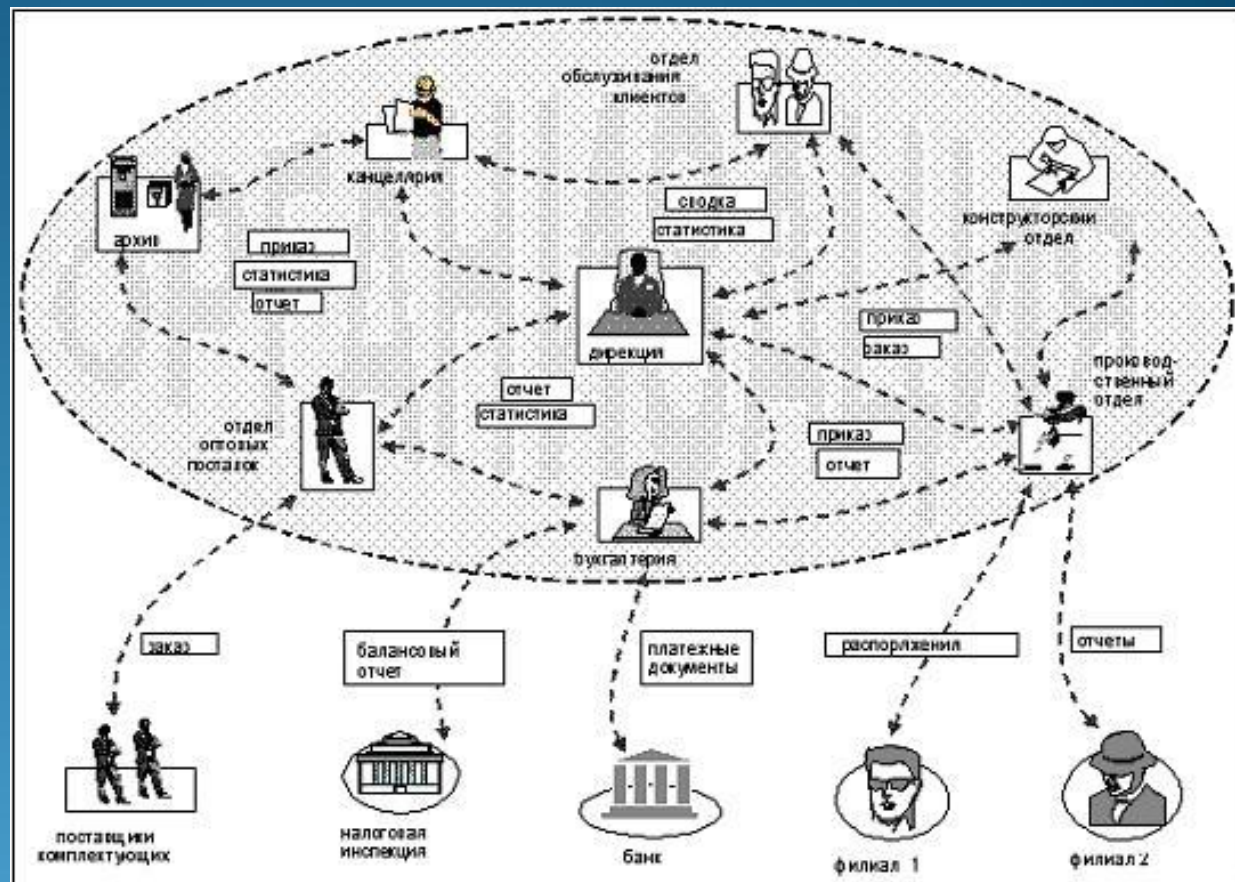 отдел
обслуживания
клиентов
канцелярия
архив
конструкторский
отдел
сводка
статистика
приказ
статистика
отчет
дирекция
приказ
заказ
производ-
ственный
отдел
отчет
статистика
отдел
оптовых
поставок
приказ
отчет
бухгалтерия
заказ
балансовый
отчет
платежные
документы
распоряжения
отчеты
поставщики
комплектующих
налоговая
инспекция
банк
филиал 1
филиал 2